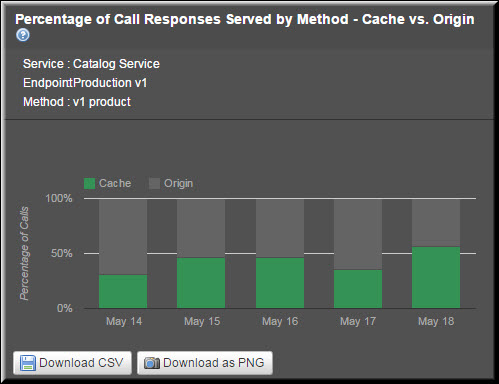 Percentage of Call Responses Served by Method - Cache vs. Origin
?
Service : Catalog Service
EndpointProduction v1
Method : v1 product
Cache Origin
100%
50%
0%
Percentage of Calls
May 14 May 15 May 16 May 17 May 18
Download CSV Download as PNG